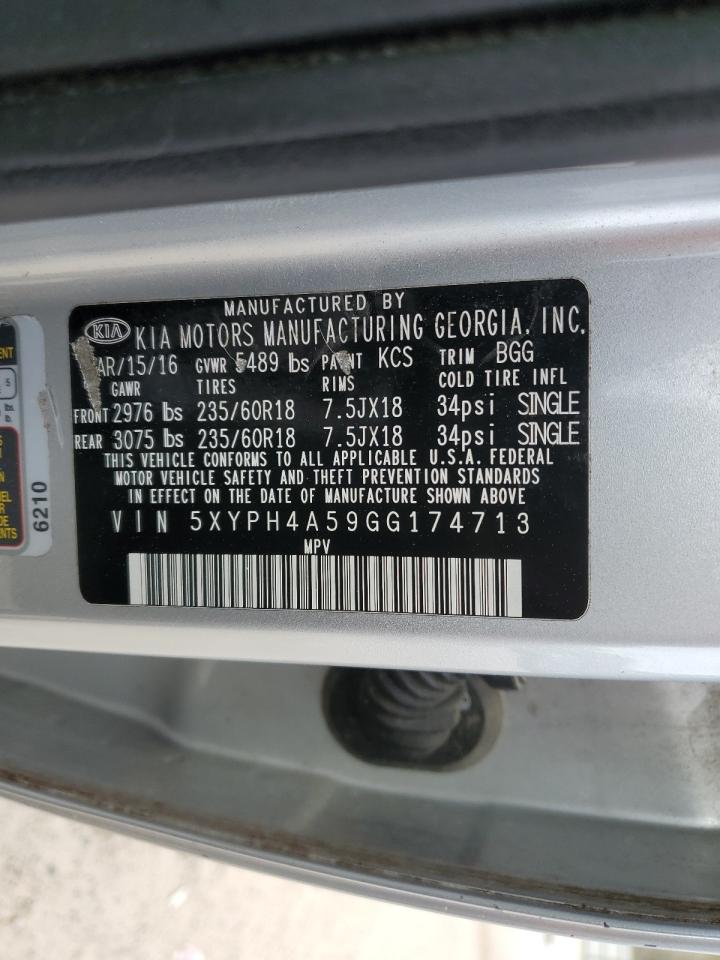 MANUFACTURED BY
KIA KIA MOTORS MANUFACTURING GEORGIA, INC.
AR/15/16 GVWR 5489 lbs PAINT KCS TRIM BGG
GAWR TIRES RIMS COLD TIRE INFL
FRONT 2976 lbs 235/60R18 7.5JX18 34psi SINGLE
REAR 3075 lbs 235/60R18 7.5JX18 34psi SINGLE
THIS VEHICLE CONFORMS TO ALL APPLICABLE U.S.A. FEDERAL
MOTOR VEHICLE SAFETY AND THEFT PREVENTION STANDARDS
IN EFFECT ON THE DATE OF MANUFACTURE SHOWN ABOVE.
VIN 5XYPH4A59GG174713
MPV
6210